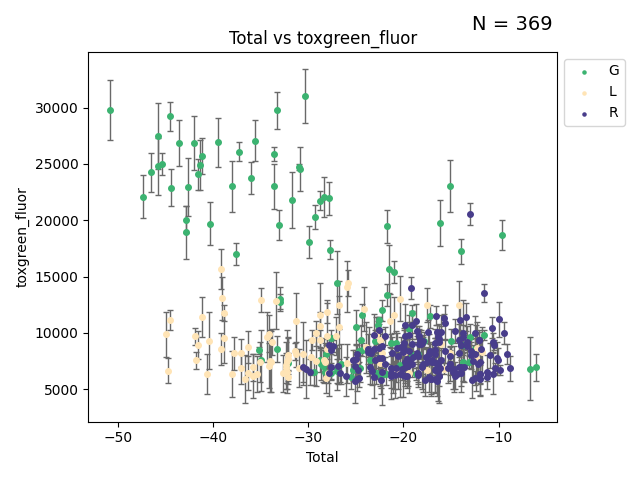 N = 369
Total vs toxgreen_fluor
G
L
R
30000
25000
20000
15000
10000
5000
toxgreen_fluor
−50
−40
−30
−20
−10
Total